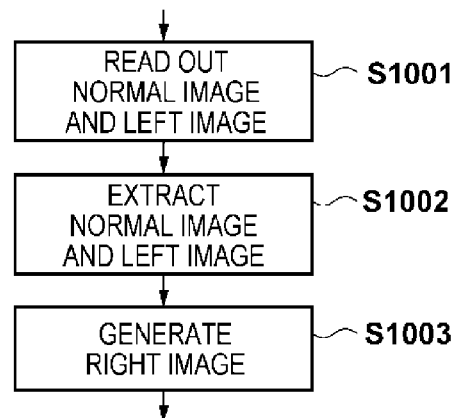 READ OUT
NORMAL IMAGE
AND LEFT IMAGE
S1001
EXTRACT
NORMAL IMAGE
AND LEFT IMAGE
S1002
GENERATE
RIGHT IMAGE
S1003